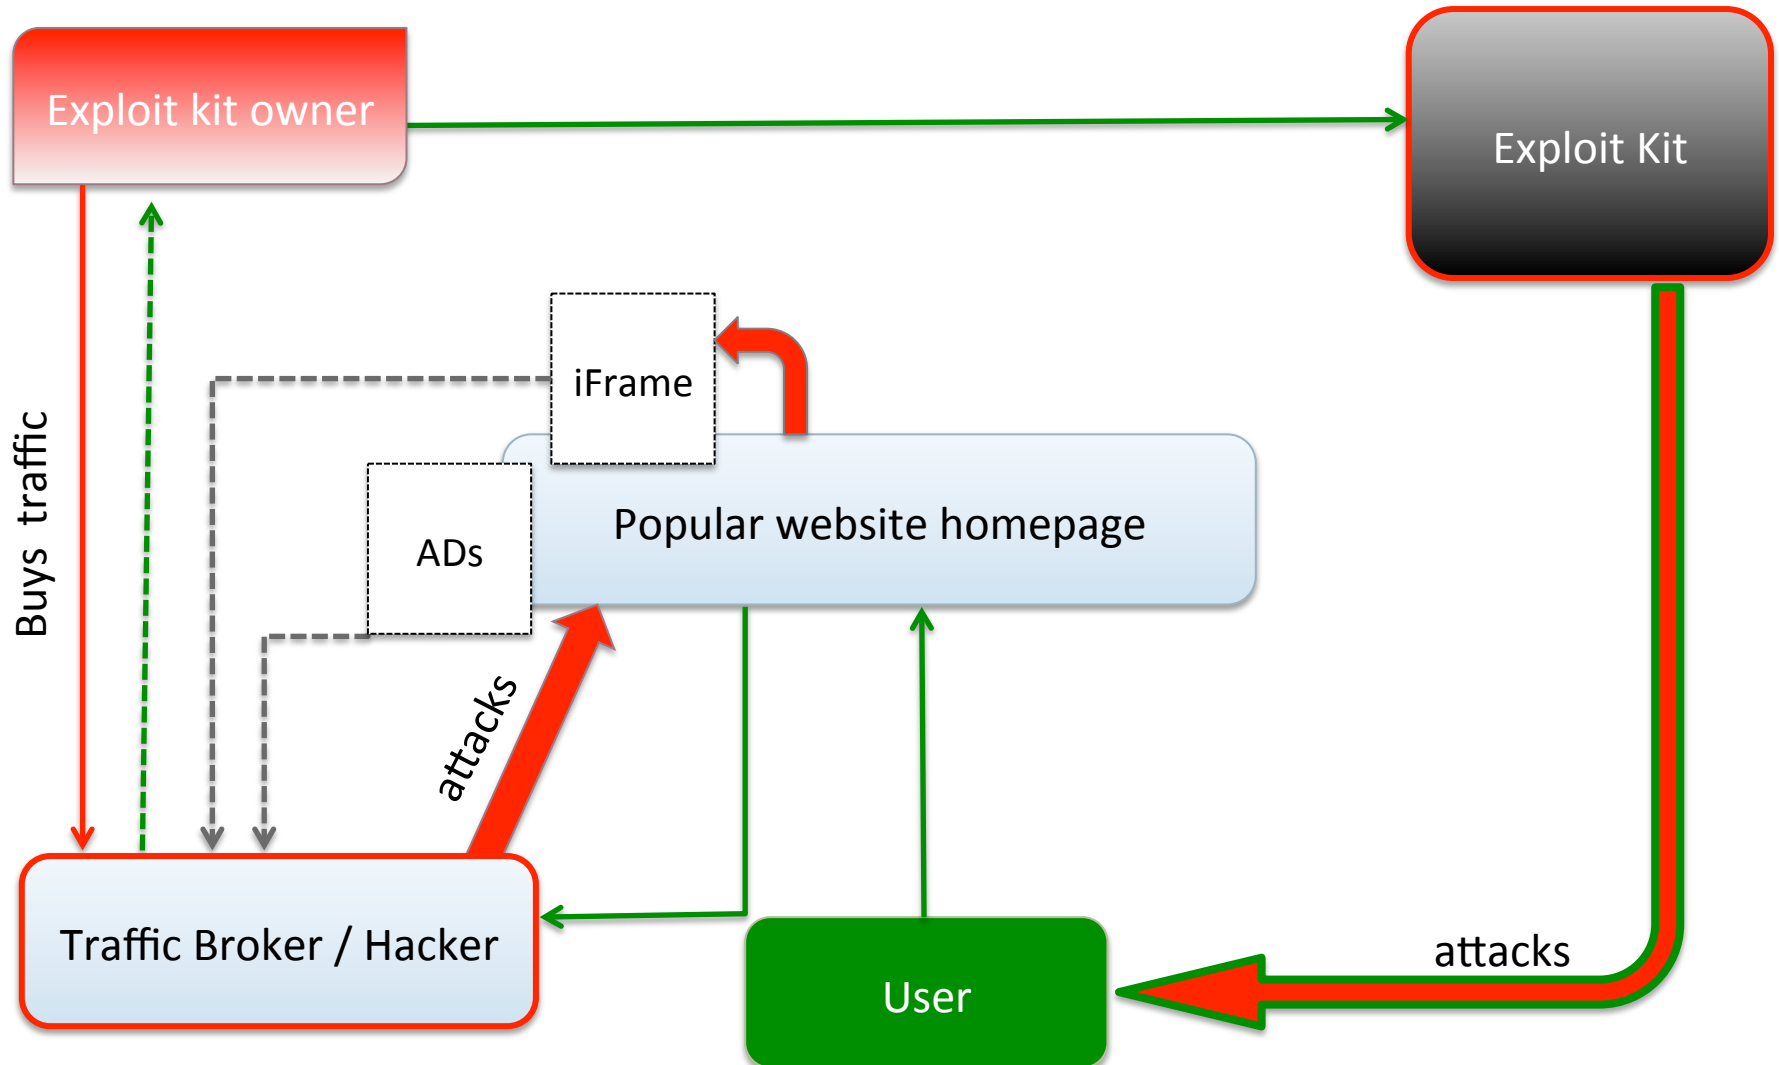 Exploit kit owner
Exploit Kit
iFrame
Buys traffic
ADs
Popular website homepage
attacks
Traffic Broker / Hacker
attacks
User